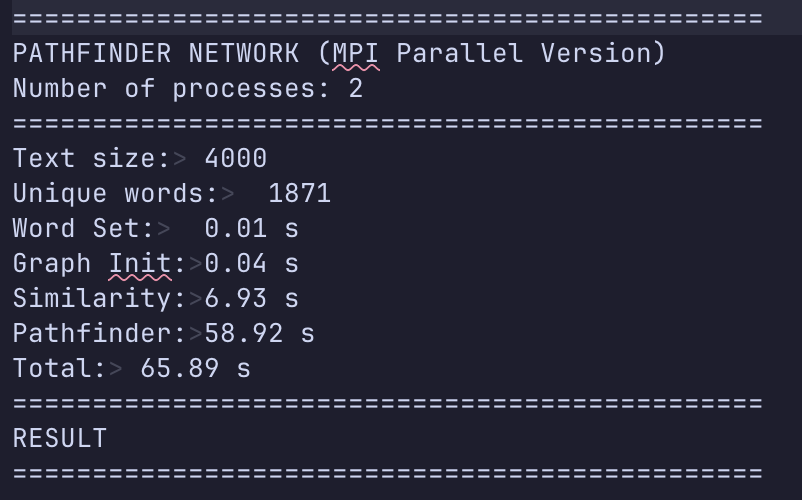 ===============================================
PATHFINDER NETWORK (MPI Parallel Version)
Number of processes: 2
===============================================
Text size:> 4000
Unique words:>  1871
Word Set:>  0.01 s
Graph Init:>0.04 s
Similarity:>6.93 s
Pathfinder:>58.92 s
Total:> 65.89 s
===============================================
RESULT
===============================================